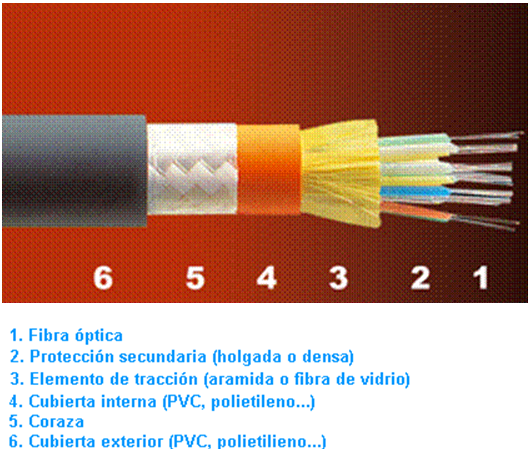 6 5 4 3 2 1
1. Fibra óptica
2. Protección secundaria (holgada o densa)
3. Elemento de tracción (aramida o fibra de vidrio)
4. Cubierta interna (PVC, polietileno...)
5. Coraza
6. Cubierta exterior (PVC, polietilieno...)